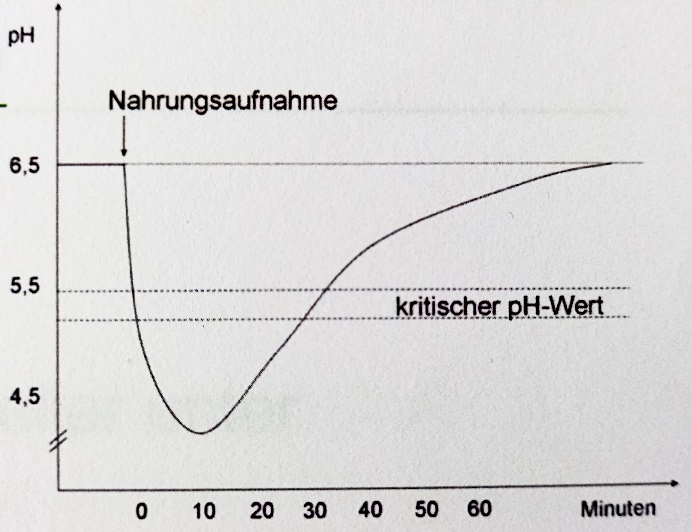 pH
Nahrungsaufnahme
6,5
5,5
kritischer pH-Wert
4,5
0 10 20 30 40 50 60 Minuten